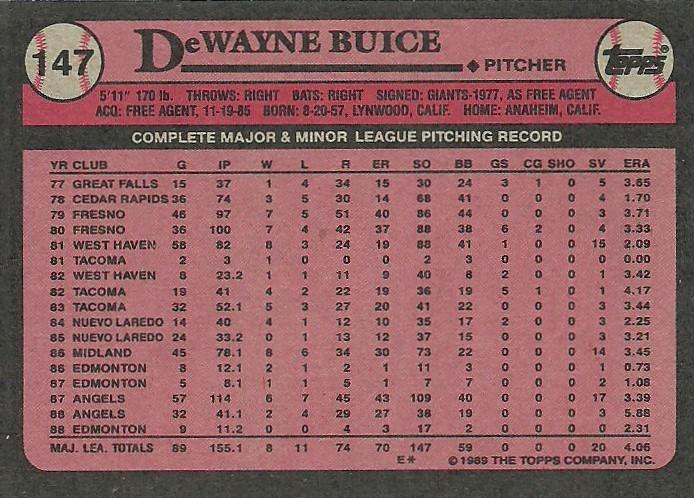 147 DeWAYNE BUICE PITCHER Topps®
5'11" 170 lb. THROWS: RIGHT BATS: RIGHT SIGNED: GIANTS-1977, AS FREE AGENT
ACQ: FREE AGENT, 11-19-85 BORN: 8-20-57, LYNWOOD, CALIF. HOME: ANAHEIM, CALIF.
COMPLETE MAJOR & MINOR LEAGUE PITCHING RECORD
YR CLUB G IP W L R ER SO BB GS CG SHO SV ERA
77 GREAT FALLS 15 37 1 4 34 15 30 24 3 1 0 5 3.65
78 CEDAR RAPIDS 36 74 3 5 30 14 68 41 0 0 0 4 1.70
79 FRESNO 46 97 7 5 51 40 86 44 0 0 0 3 3.71
80 FRESNO 36 100 7 4 42 37 88 38 6 2 0 4 3.33
81 WEST HAVEN 58 82 8 3 24 19 88 41 1 0 0 15 2.09
81 TACOMA 2 3 1 0 0 0 2 3 0 0 0 0 0.00
82 WEST HAVEN 8 23.2 1 1 11 9 40 8 2 0 0 1 3.42
82 TACOMA 19 41 2 4 22 19 36 19 5 1 0 1 4.17
83 TACOMA 32 52.1 5 3 27 20 41 22 0 0 0 3 3.44
84 NUEVO LAREDO 14 40 4 1 12 10 35 17 2 0 0 3 2.25
85 NUEVO LAREDO 24 33.2 0 1 13 12 37 15 0 0 0 3 3.21
86 MIDLAND 45 78.1 8 6 34 30 73 22 0 0 0 14 3.45
86 EDMONTON 8 12.1 1 2 2 1 11 3 0 0 0 1 0.73
87 EDMONTON 5 8.1 1 5 1 7 7 0 0 0 2 1.08
87 ANGELS 57 114 6 7 45 43 109 40 0 0 0 17 3.39
88 ANGELS 32 41.1 2 4 29 27 38 19 0 0 0 3 5.88
88 EDMONTON 9 11.2 0 0 4 3 17 2 0 0 0 0 2.31
MAJ. LEA. TOTALS 89 155.1 8 11 74 70 147 59 0 0 0 20 4.06
E* © 1989 THE TOPPS COMPANY, INC.